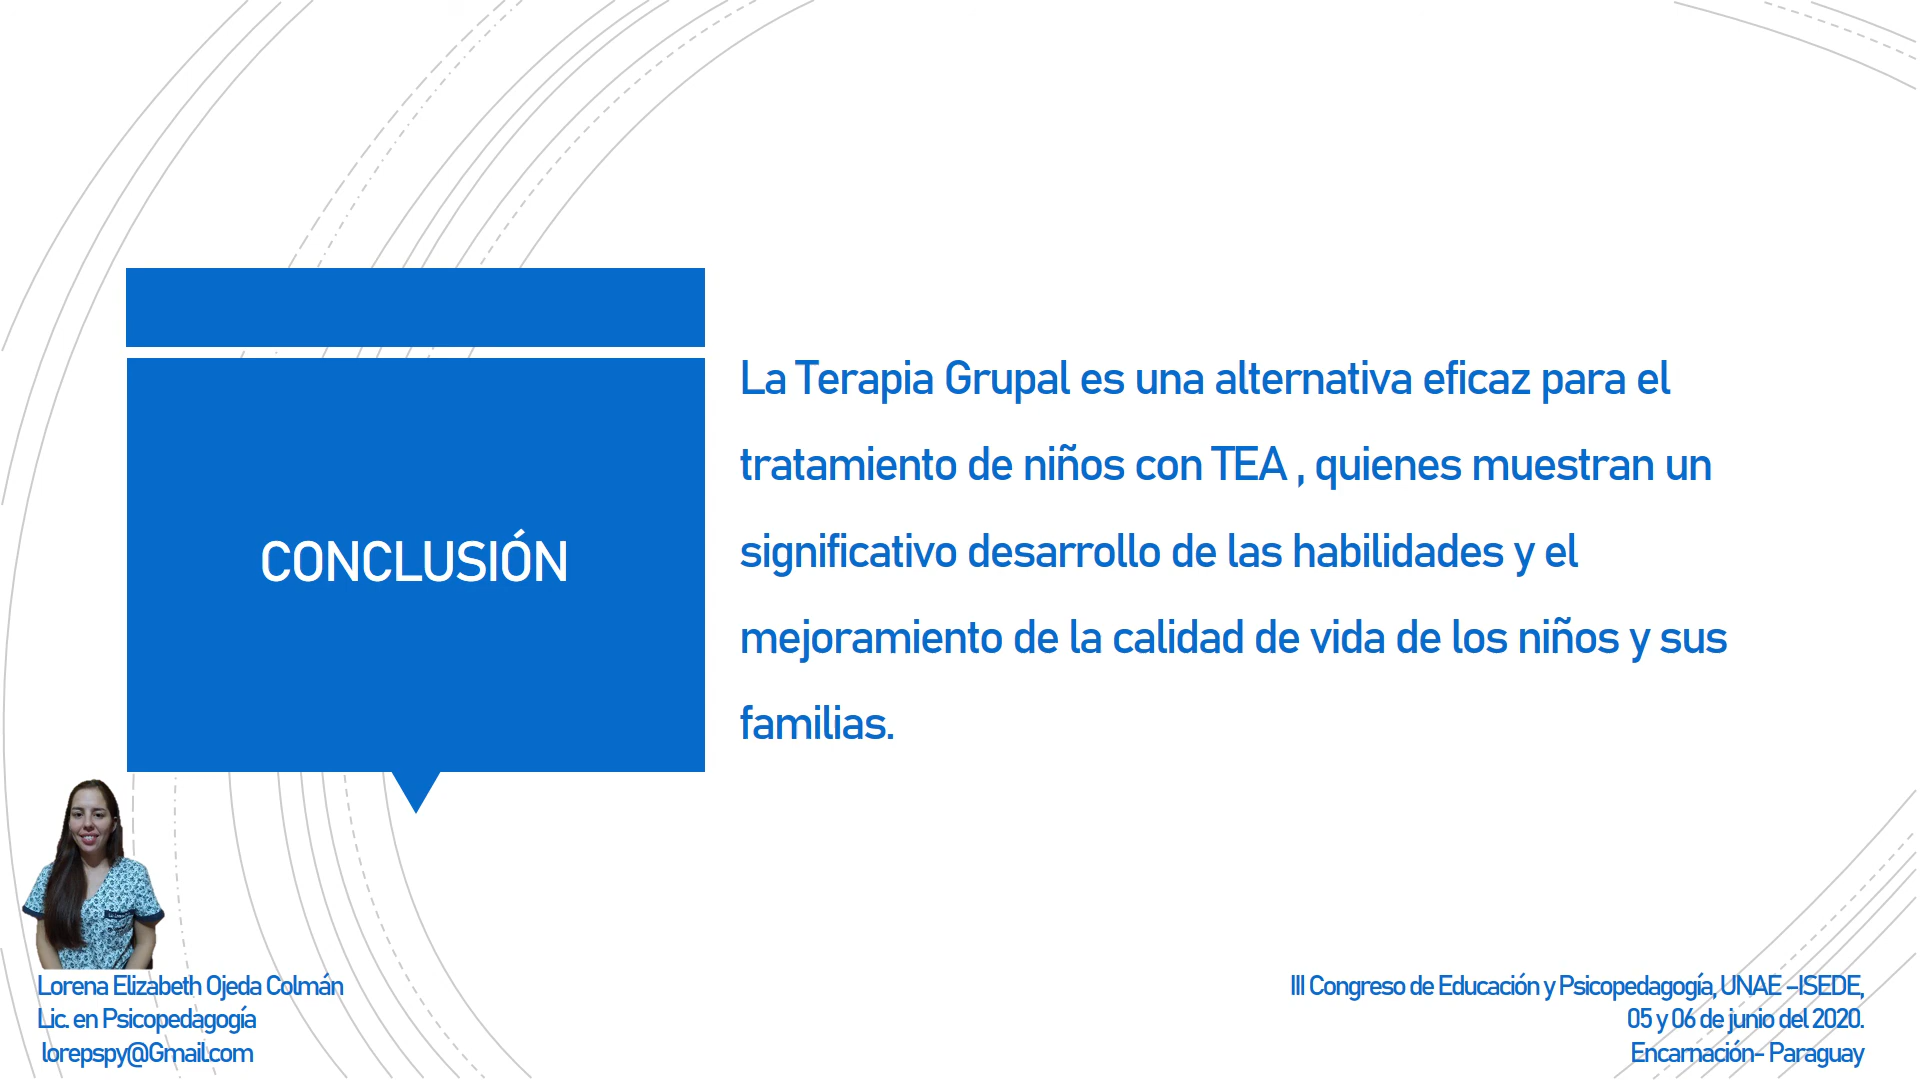 CONCLUSIÓN
La Terapia Grupal es una alternativa eficaz para el
tratamiento de niños con TEA , quienes muestran un
significativo desarrollo de las habilidades y el
mejoramiento de la calidad de vida de los niños y sus
familias.
Lorena Elizabeth Ojeda Colmán
Lic. en Psicopedagogía
lorepspy@Gmail.com
III Congreso de Educación y Psicopedagogía, UNAE –ISEDE,
05 y 06 de junio del 2020.
Encarnación- Paraguay